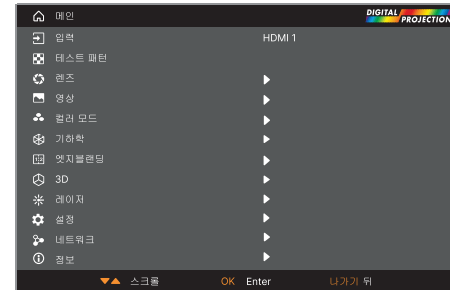 메인
DIGITAL PROJECTION
입력 HDMI 1
테스트 패턴
렌즈
영상
컬러 모드
기하학
엣지블랜딩
3D
레이저
설정
네트워크
정보
스크롤 OK Enter 나가기 뒤